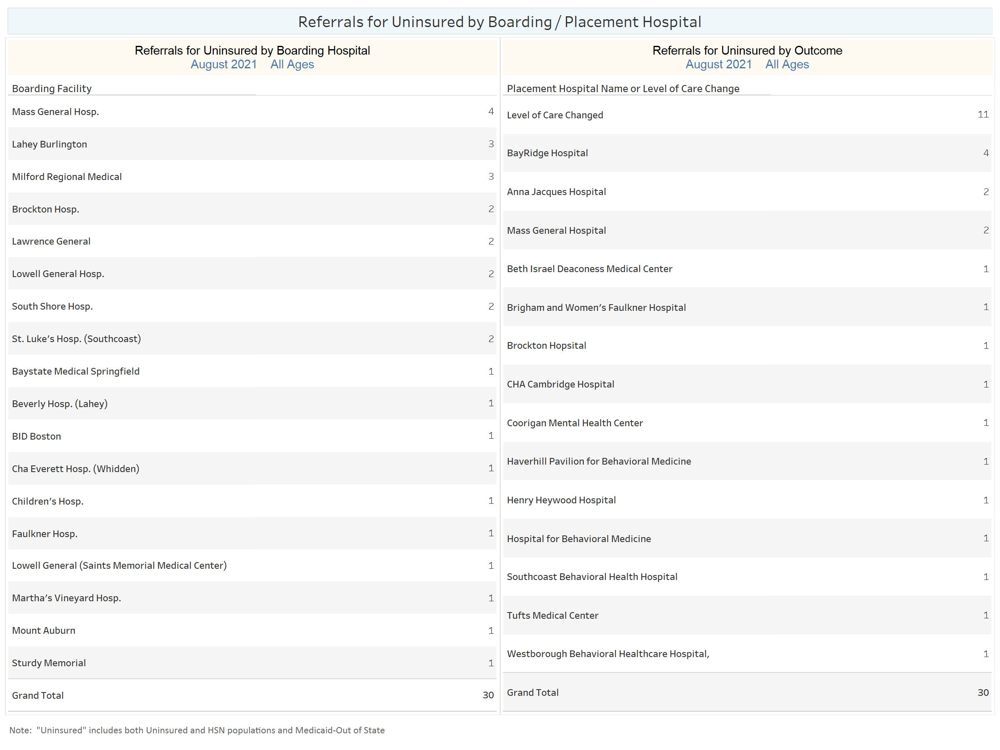 Referrals for Uninsured by Boarding / Placement Hospital
Referrals for Uninsured by Boarding Hospital
August 2021 All Ages
Boarding Facility
Mass General Hosp. 4
Lahey Burlington 3
Milford Regional Medical 3
Brockton Hosp. 2
Lawrence General 2
Lowell General Hosp. 2
South Shore Hosp. 2
St. Luke's Hosp. (Southcoast) 2
Baystate Medical Springfield 1
Beverly Hosp. (Lahey) 1
BID Boston 1
Cha Everett Hosp. (Whidden) 1
Children's Hosp. 1
Faulkner Hosp. 1
Lowell General (Saints Memorial Medical Center) 1
Martha's Vineyard Hosp. 1
Mount Auburn 1
Sturdy Memorial 1
Grand Total 30
Referrals for Uninsured by Outcome
August 2021 All Ages
Placement Hospital Name or Level of Care Change
Level of Care Changed 11
BayRidge Hospital 4
Anna Jacques Hospital 2
Mass General Hospital 2
Beth Israel Deaconess Medical Center 1
Brigham and Women's Faulkner Hospital 1
Brockton Hopsital 1
CHA Cambridge Hospital 1
Coorigan Mental Health Center 1
Haverhill Pavilion for Behavioral Medicine 1
Henry Heywood Hospital 1
Hospital for Behavioral Medicine 1
Southcoast Behavioral Health Hospital 1
Tufts Medical Center 1
Westborough Behavioral Healthcare Hospital, 1
Grand Total 30
Note: "Uninsured" includes both Uninsured and HSN populations and Medicaid-Out of State